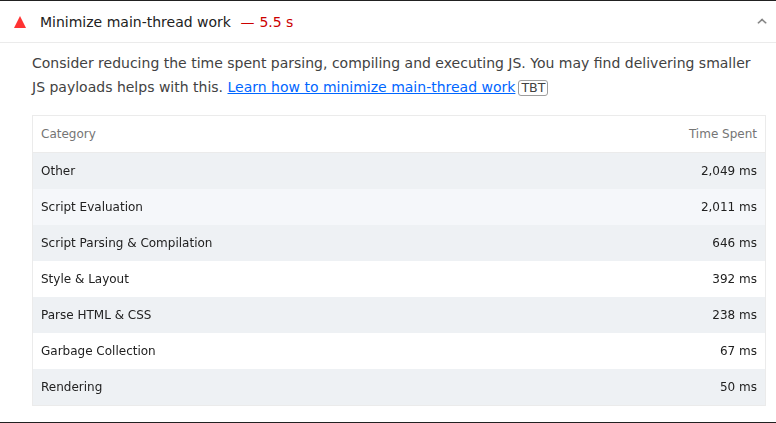 Minimize main-thread work — 5.5 s
Consider reducing the time spent parsing, compiling and executing JS. You may find delivering smaller
JS payloads helps with this. Learn how to minimize main-thread work TBT
Category Time Spent
Other 2,049 ms
Script Evaluation 2,011 ms
Script Parsing & Compilation 646 ms
Style & Layout 392 ms
Parse HTML & CSS 238 ms
Garbage Collection 67 ms
Rendering 50 ms